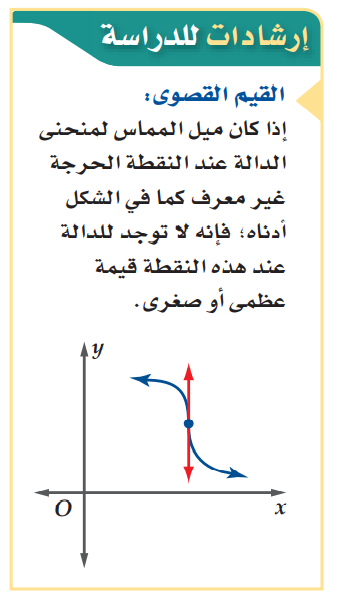 إرشادات للدراسة
القيم القصوى:
إذا كان ميل المماس لمنحنى
الدالة عند النقطة الحرجة
غير معرف كما في الشكل
أدناه؛ فإنه لا توجد للدالة
عند هذه النقطة قيمة
عظمى أو صغرى.
y
O
x